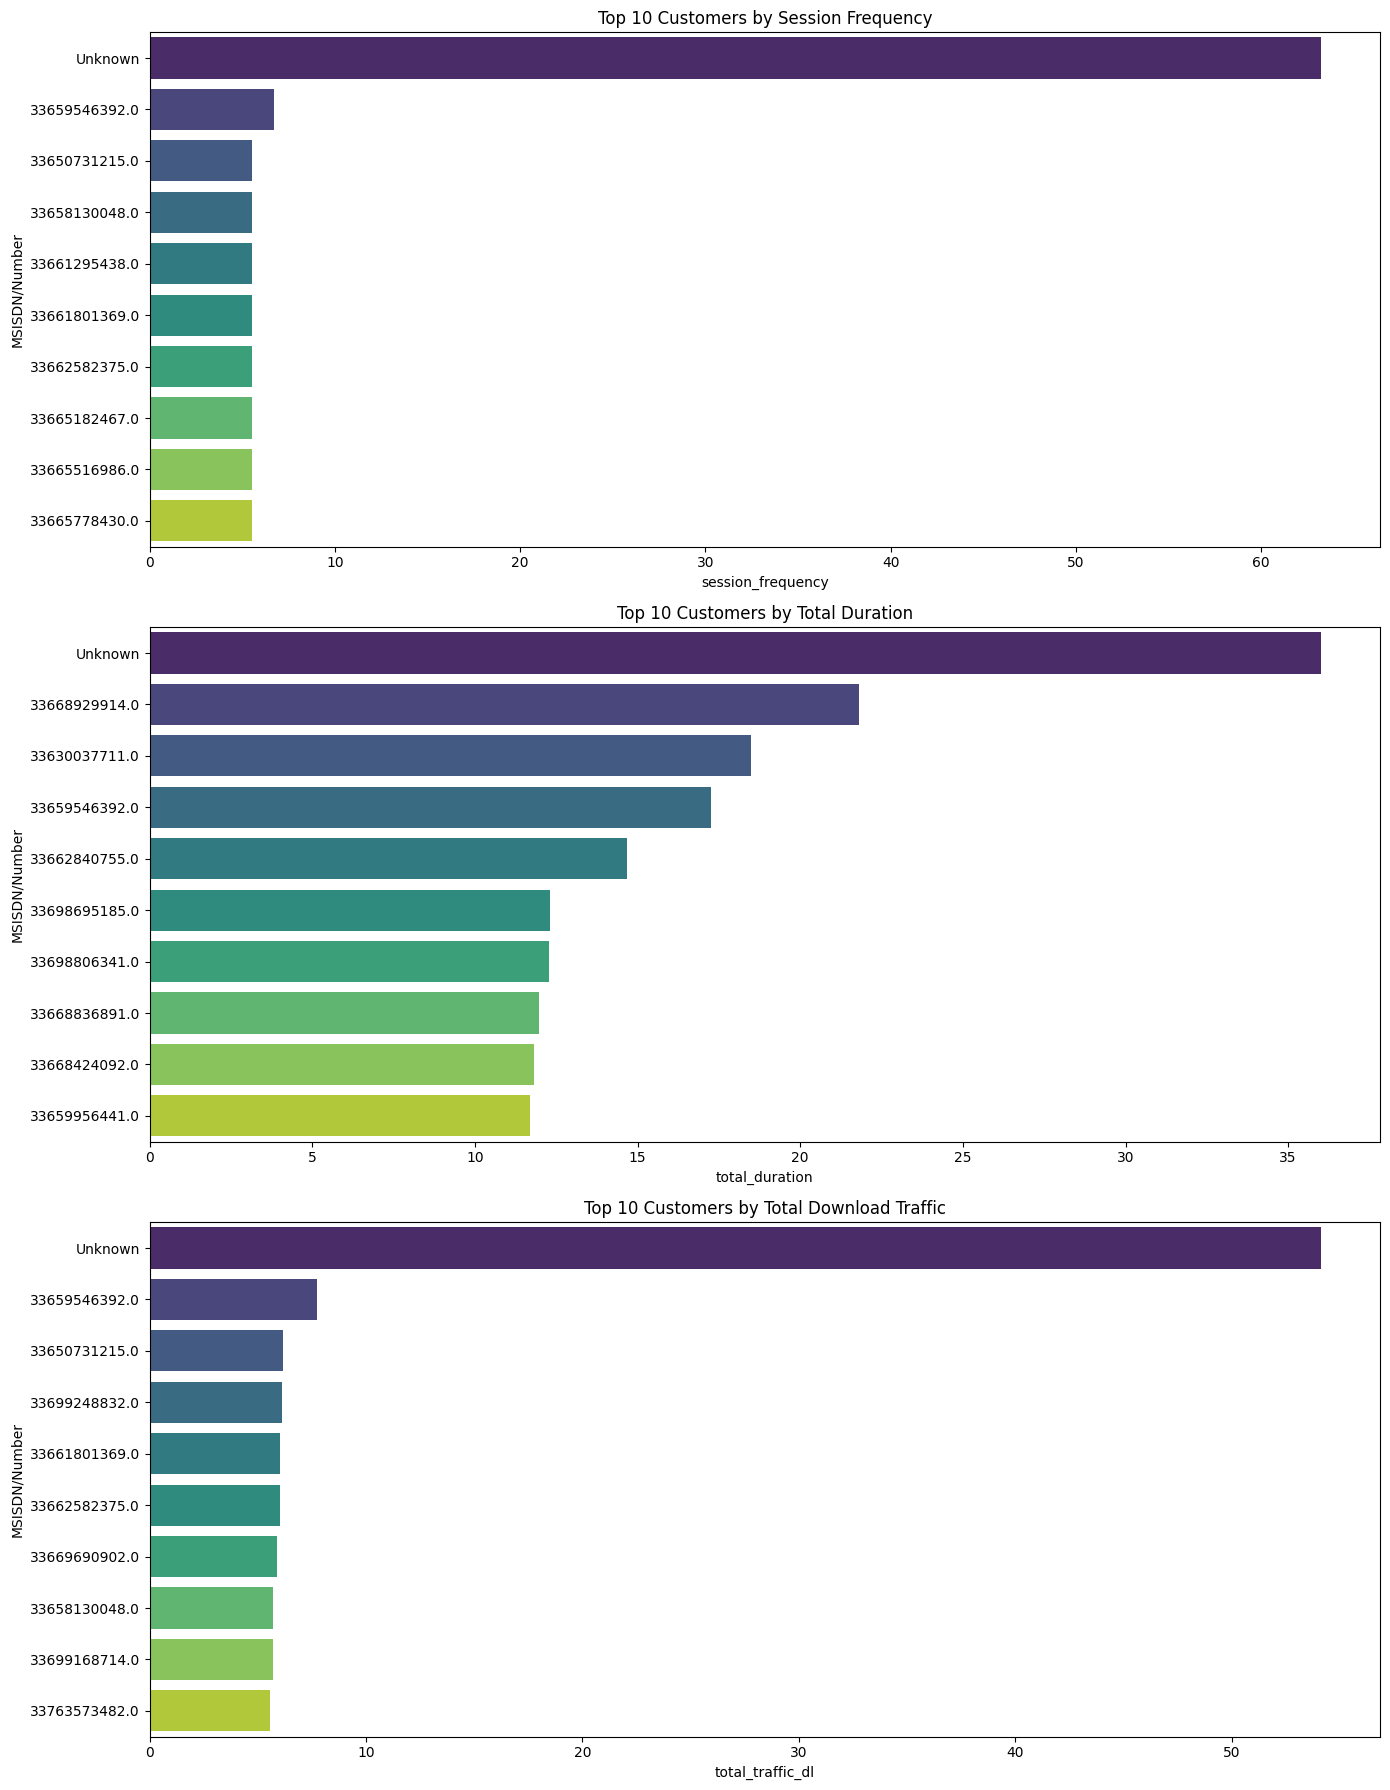 Top 10 Customers by Session Frequency
MSISDN/Number
Unknown
33659546392.0
33650731215.0
33658130048.0
33661295438.0
33661801369.0
33662582375.0
33665182467.0
33665516986.0
33665778430.0
0 10 20 30 40 50 60
session_frequency
Top 10 Customers by Total Duration
MSISDN/Number
Unknown
33668929914.0
33630037711.0
33659546392.0
33662840755.0
33698695185.0
33698806341.0
33668836891.0
33668424092.0
33659956441.0
0 5 10 15 20 25 30 35
total_duration
Top 10 Customers by Total Download Traffic
MSISDN/Number
Unknown
33659546392.0
33650731215.0
33699248832.0
33661801369.0
33662582375.0
33669690902.0
33658130048.0
33699168714.0
33763573482.0
0 10 20 30 40 50
total_traffic_dl